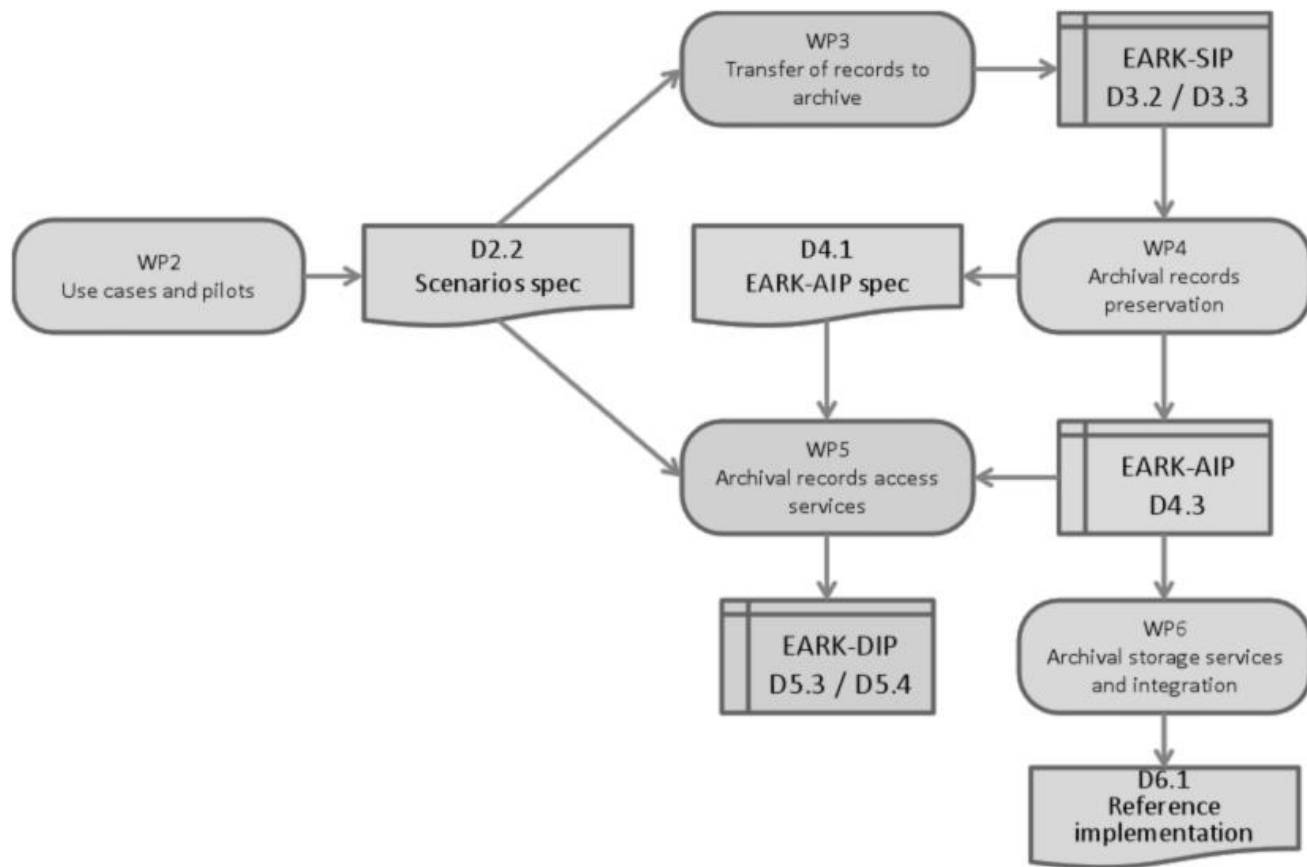 WP3
Transfer of records to
archive
EARK-SIP
D3.2 / D3.3
WP2
Use cases and pilots
D2.2
Scenarios spec
D4.1
EARK-AIP spec
WP4
Archival records
preservation
WP5
Archival records access
services
EARK-AIP
D4.3
EARK-DIP
D5.3 / D5.4
WP6
Archival storage services
and integration
D6.1
Reference
implementation